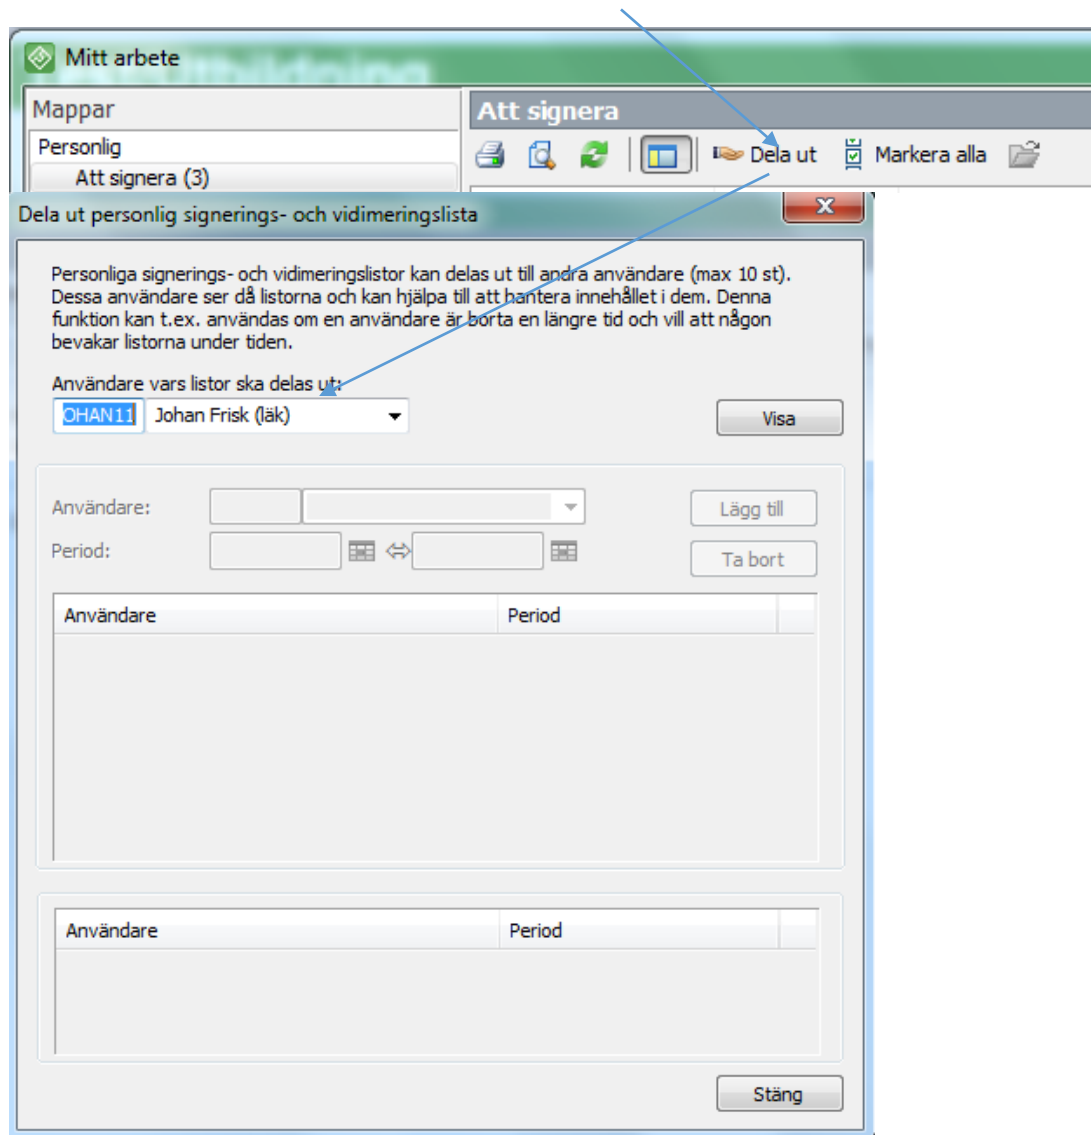 Mitt arbete
Mappar
Att signera
Personlig
Dela ut
Markera alla
Att signera (3)
Dela ut personlig signerings- och vidimeringslista
Personliga signerings- och vidimeringslistor kan delas ut till andra användare (max 10 st).
Dessa användare ser då listorna och kan hjälpa till att hantera innehållet i dem. Denna
funktion kan t.ex. användas om en användare är borta en längre tid och vill att någon
bevakar listorna under tiden.
Användare vars listor ska delas ut:
OHAN11 Johan Frisk (läk)
Visa
Användare:
Lägg till
Period:
Ta bort
Användare Period
Användare Period
Stäng